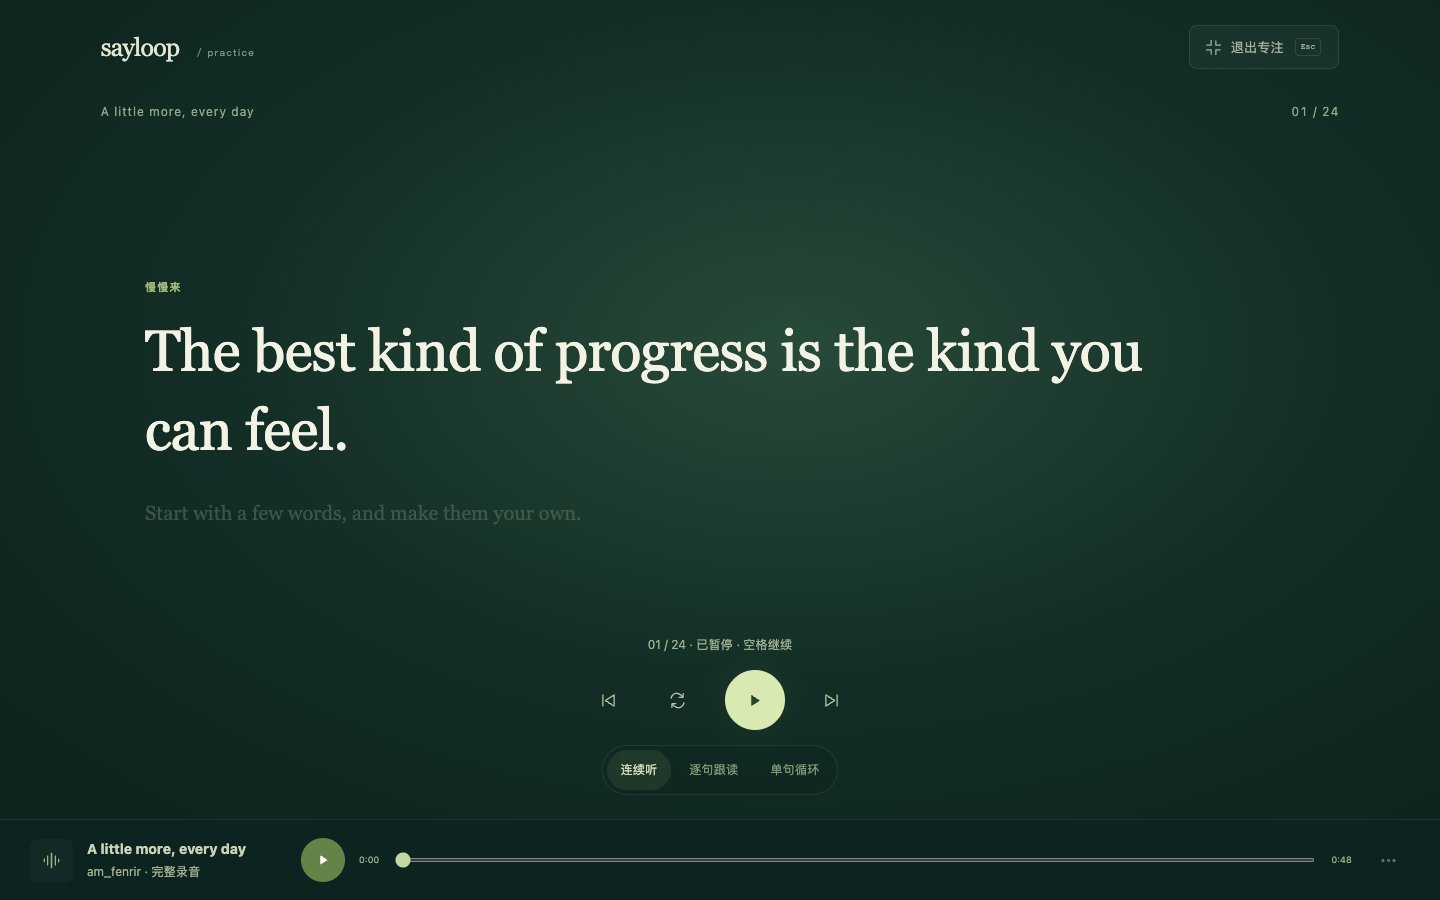 sayloop / practice
退出专注 Esc
A little more, every day
01 / 24
慢慢来
The best kind of progress is the kind you
can feel.
Start with a few words, and make them your own.
01 / 24 · 已暂停 · 空格继续
连续听 逐句跟读 单句循环
A little more, every day
am_fenrir · 完整录音
0:00
0:48